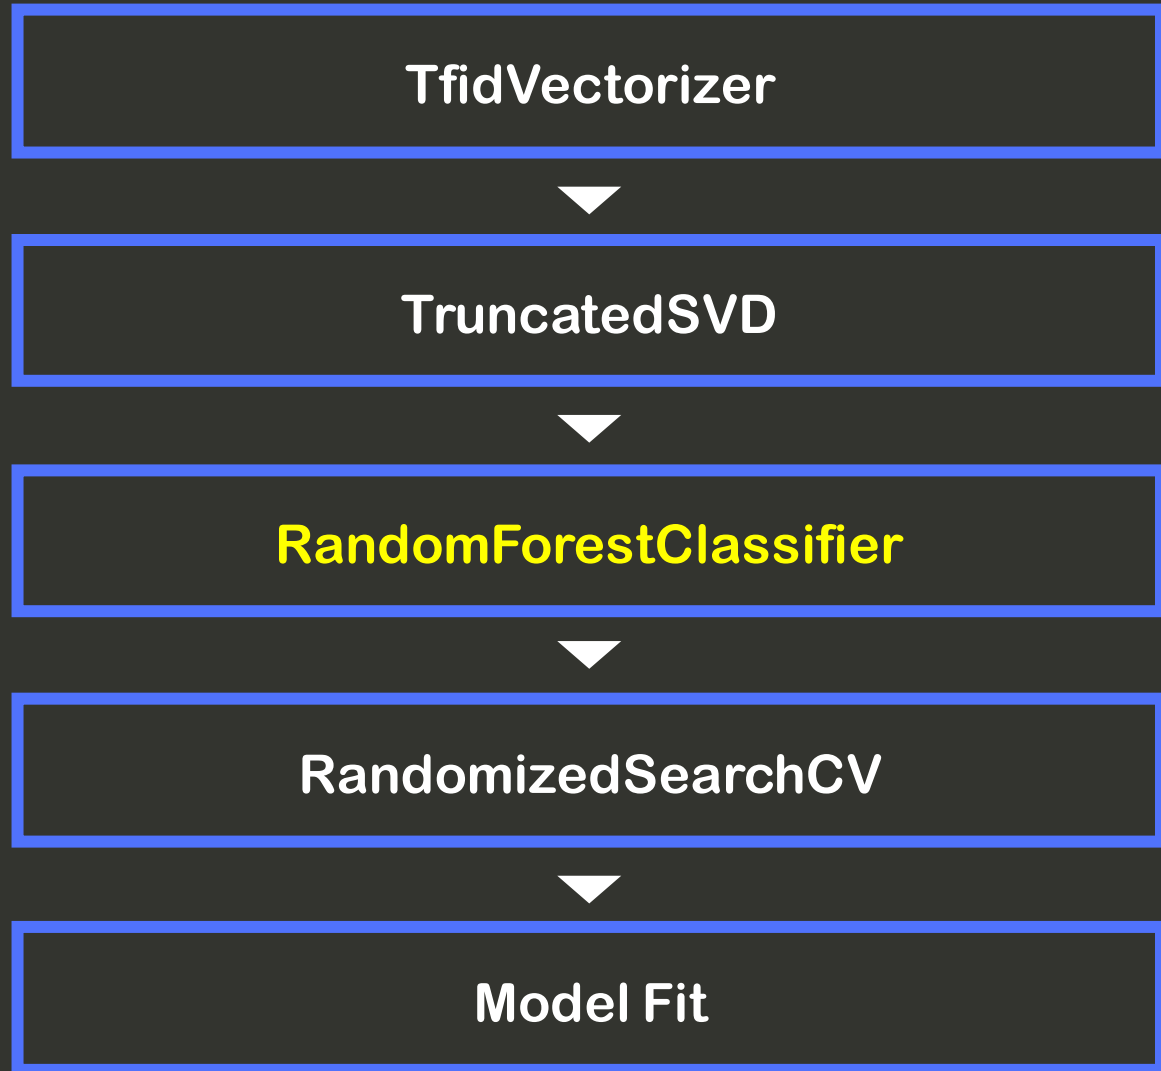 TfidVectorizer
TruncatedSVD
RandomForestClassifier
RandomizedSearchCV
Model Fit